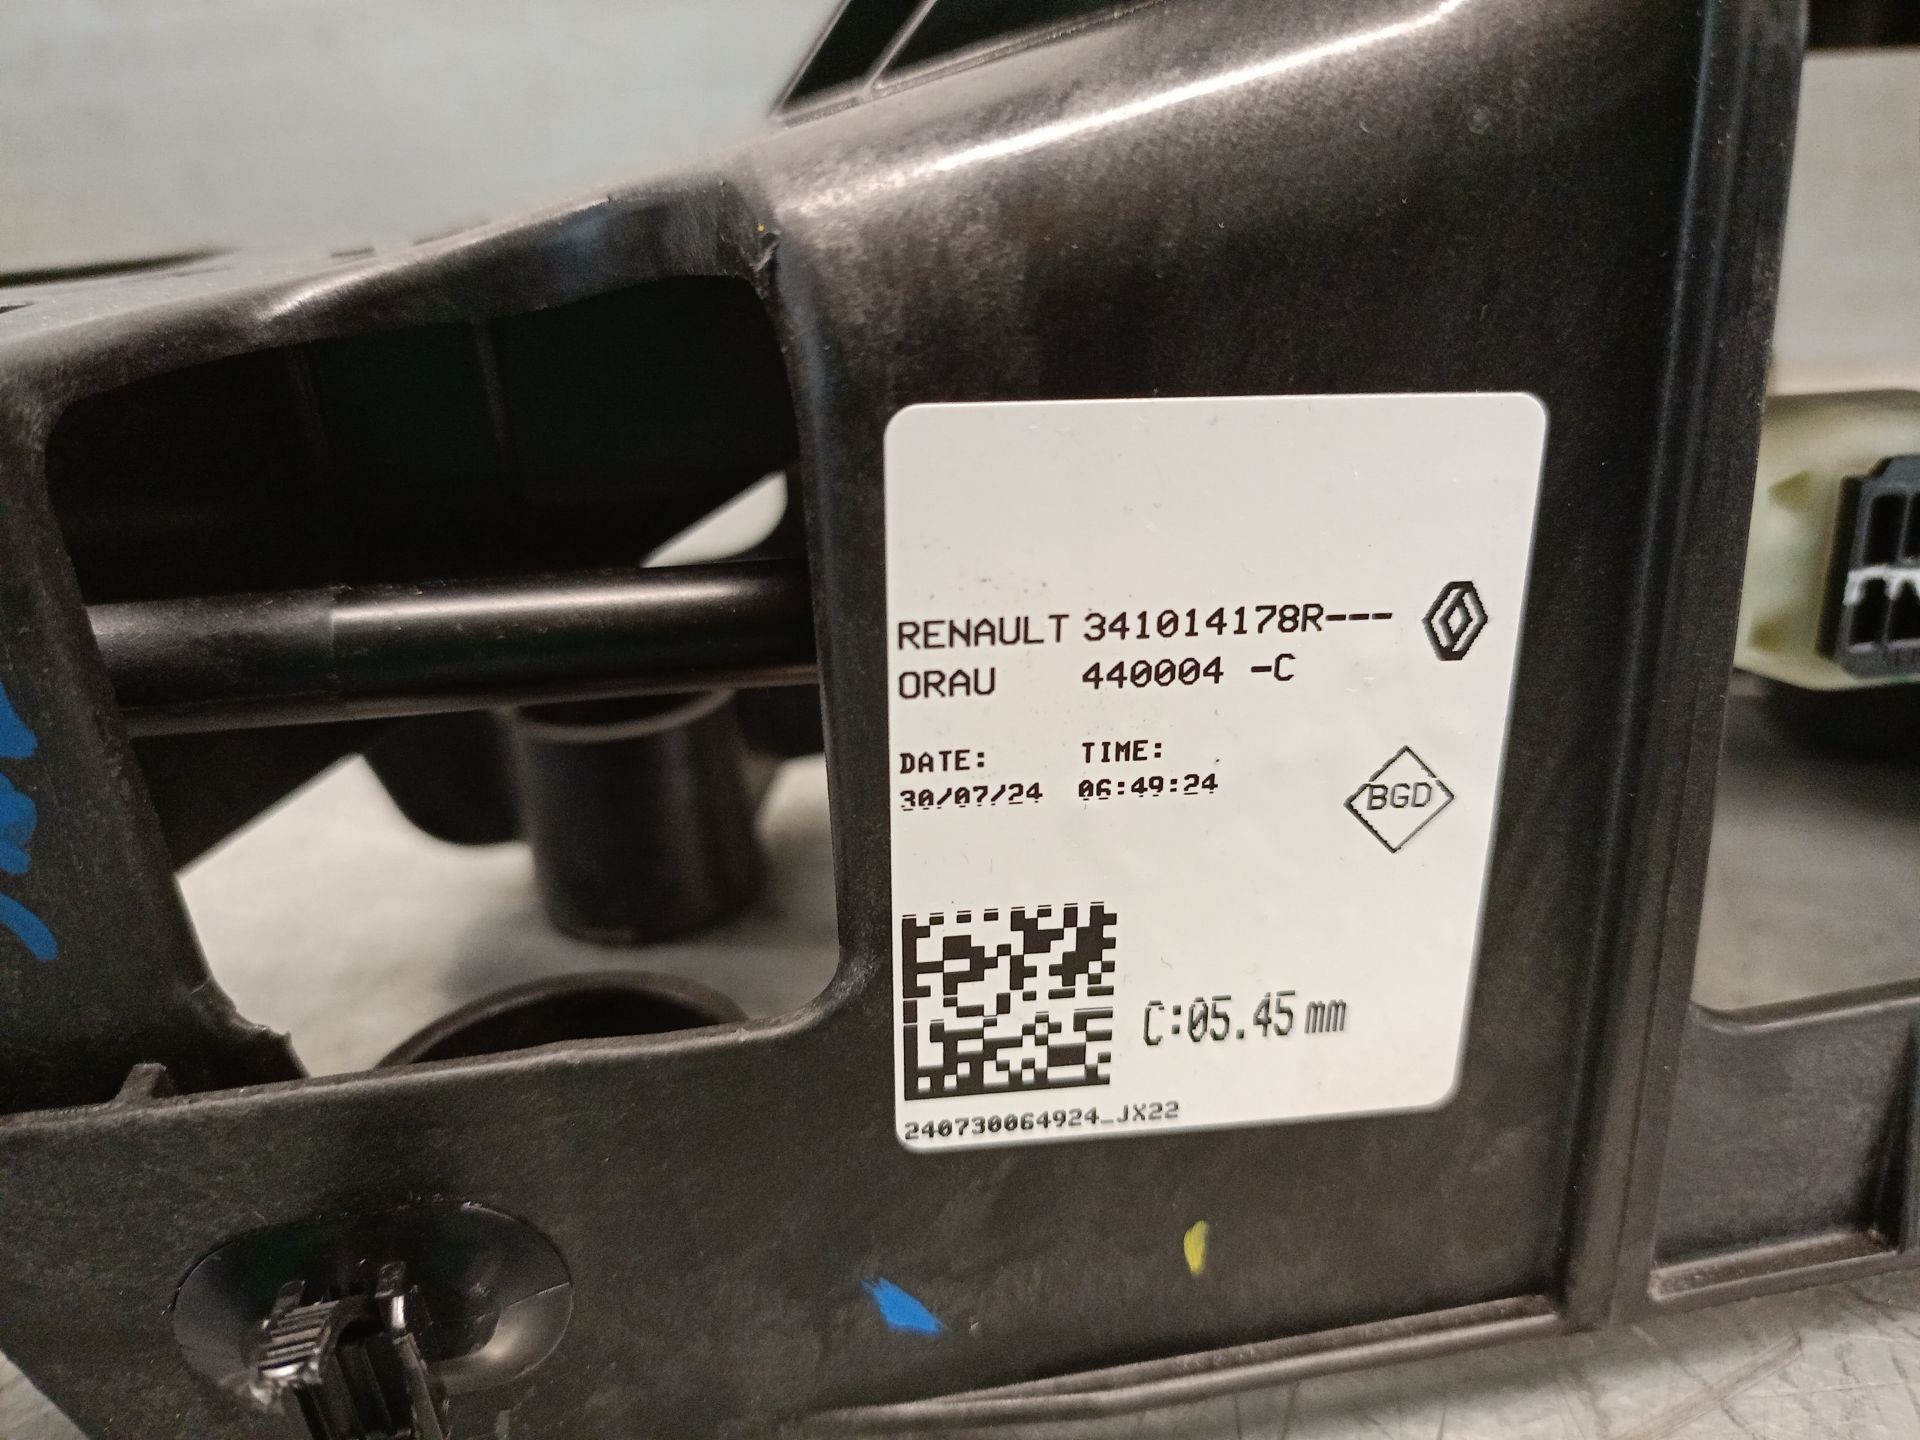 RENAULT 341014178R---
ORAU 440004 -C
DATE: TIME:
30/07/24 06:49:24
BGD
C:05.45 mm
240730064924_JX22